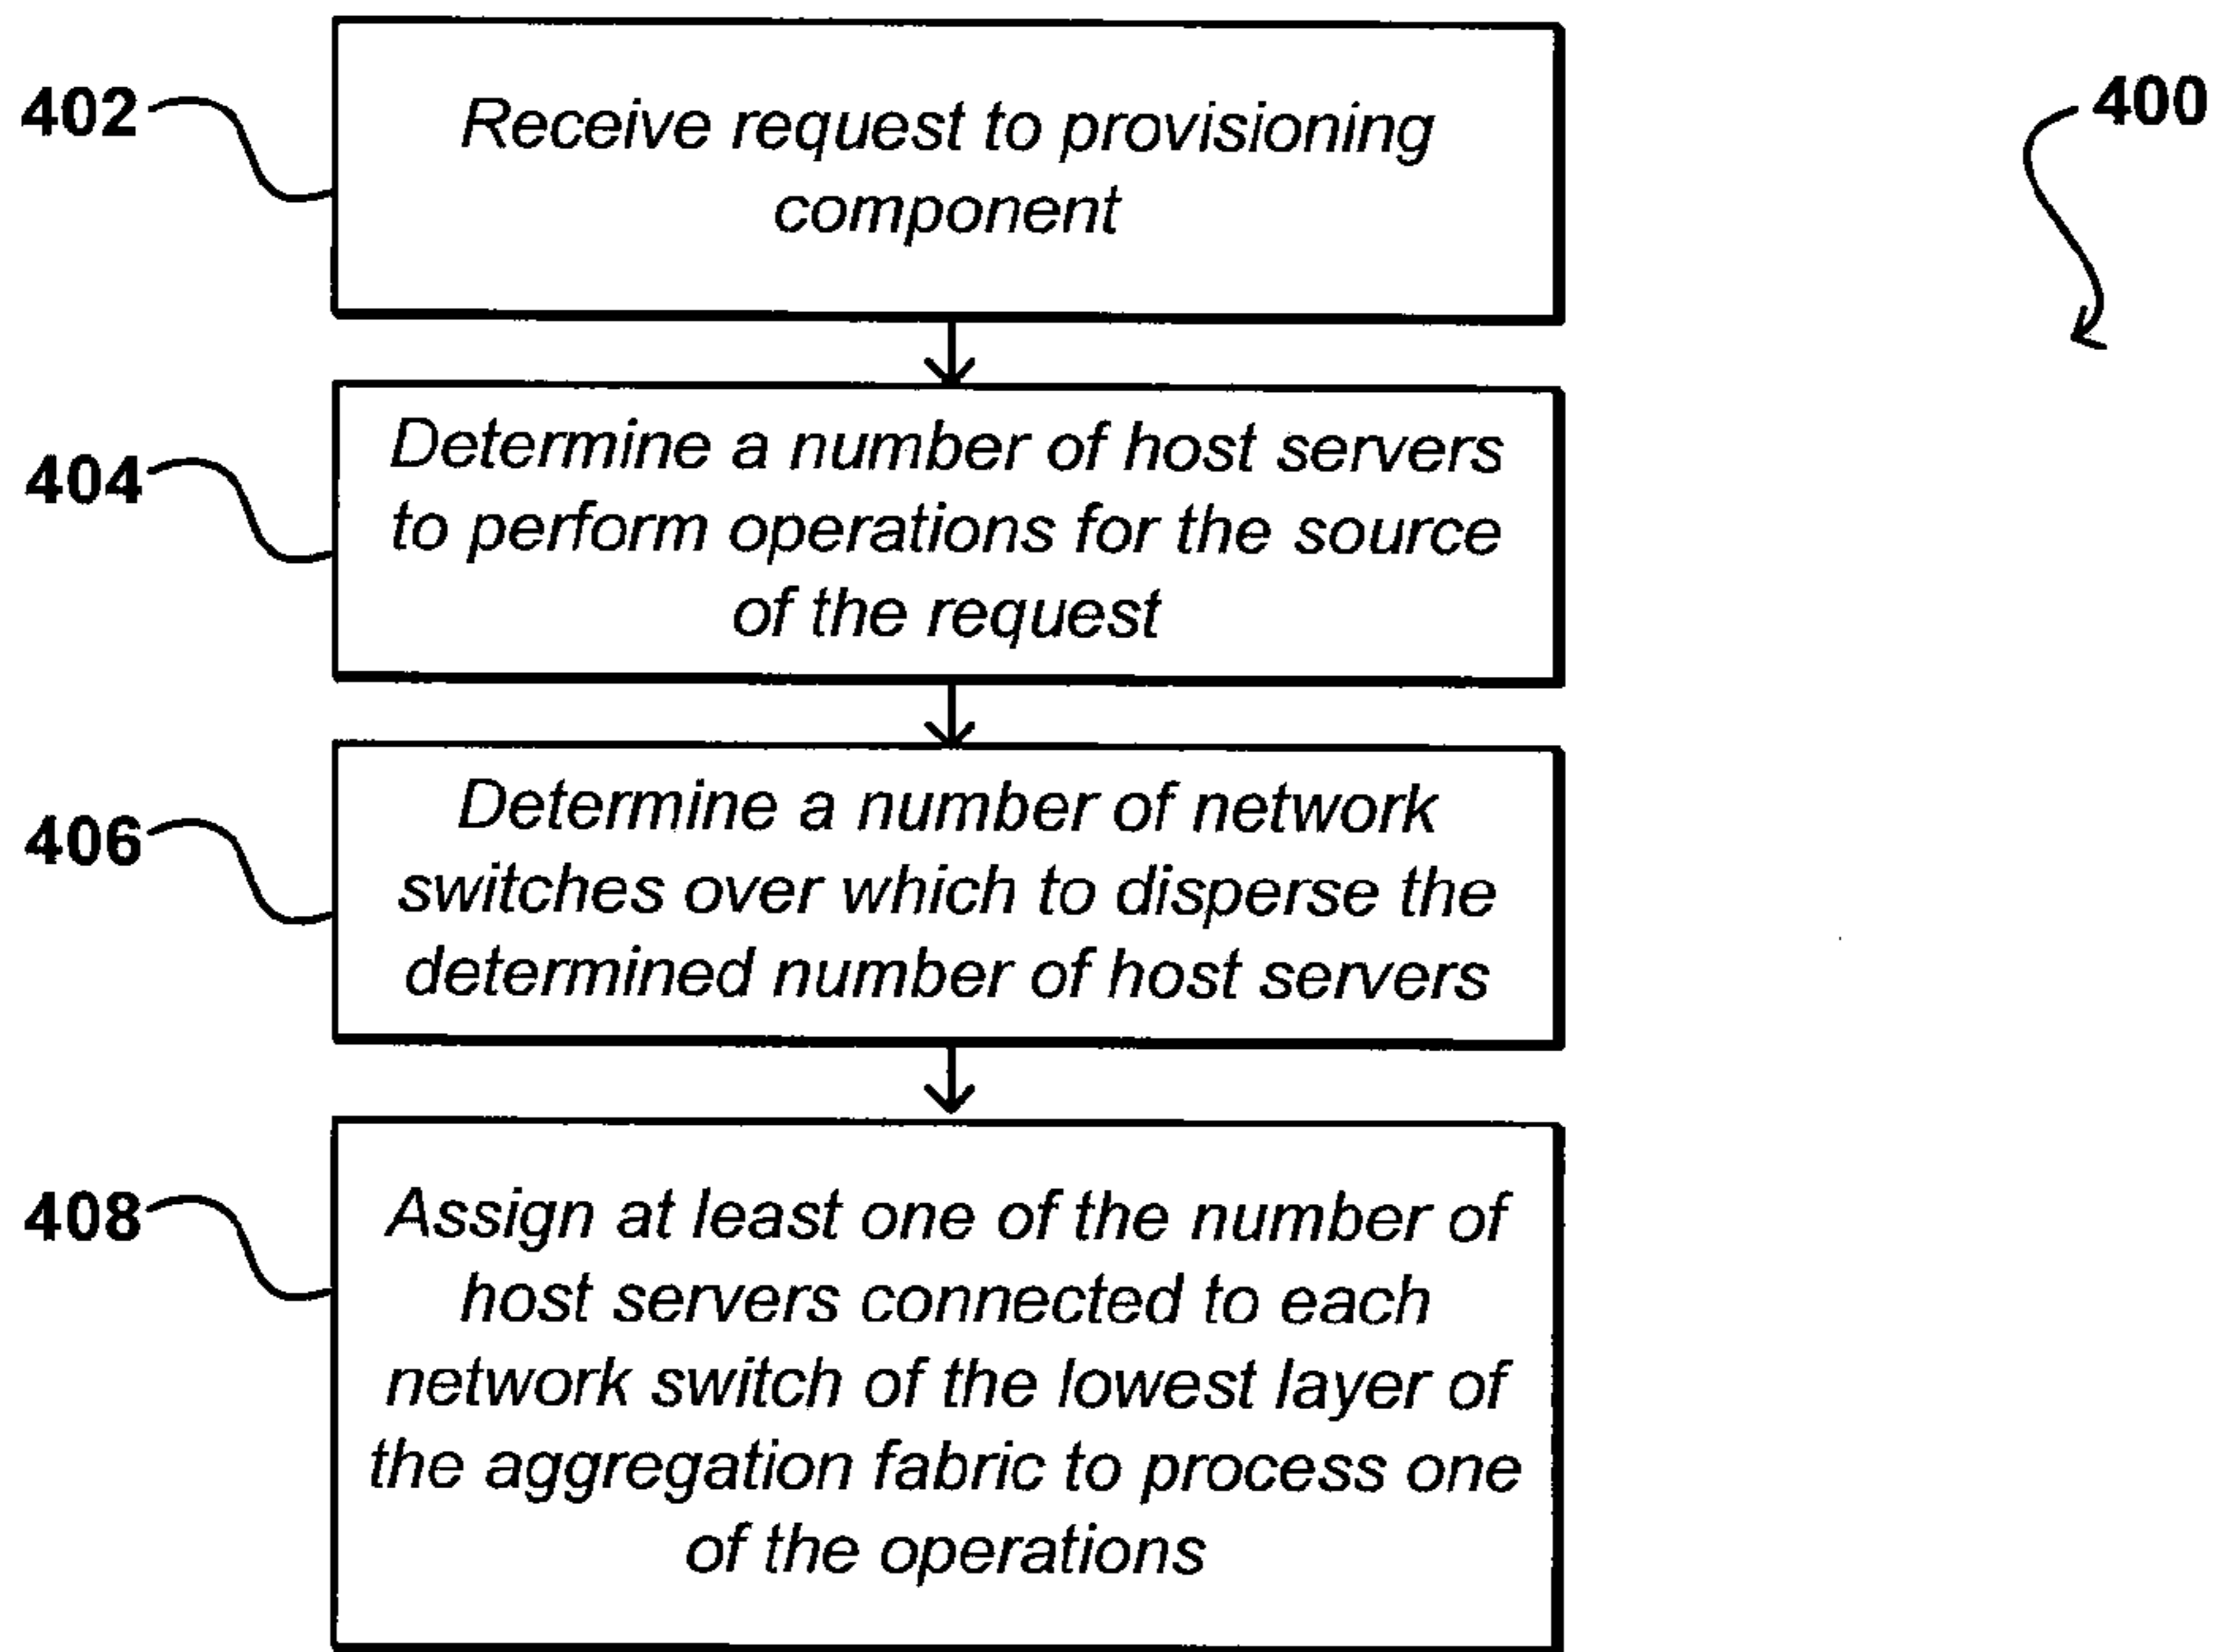 402
Receive request to provisioning
component
400
404
Determine a number of host servers
to perform operations for the source
of the request
406
Determine a number of network
switches over which to disperse the
determined number of host servers
408
Assign at least one of the number of
host servers connected to each
network switch of the lowest layer of
the aggregation fabric to process one
of the operations